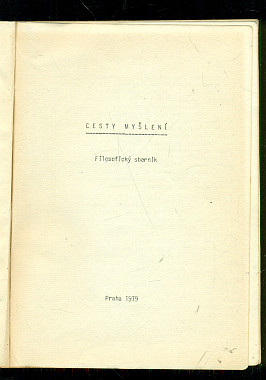 CESTY MYŠLENÍ
Filosofický sborník
Praha 1979